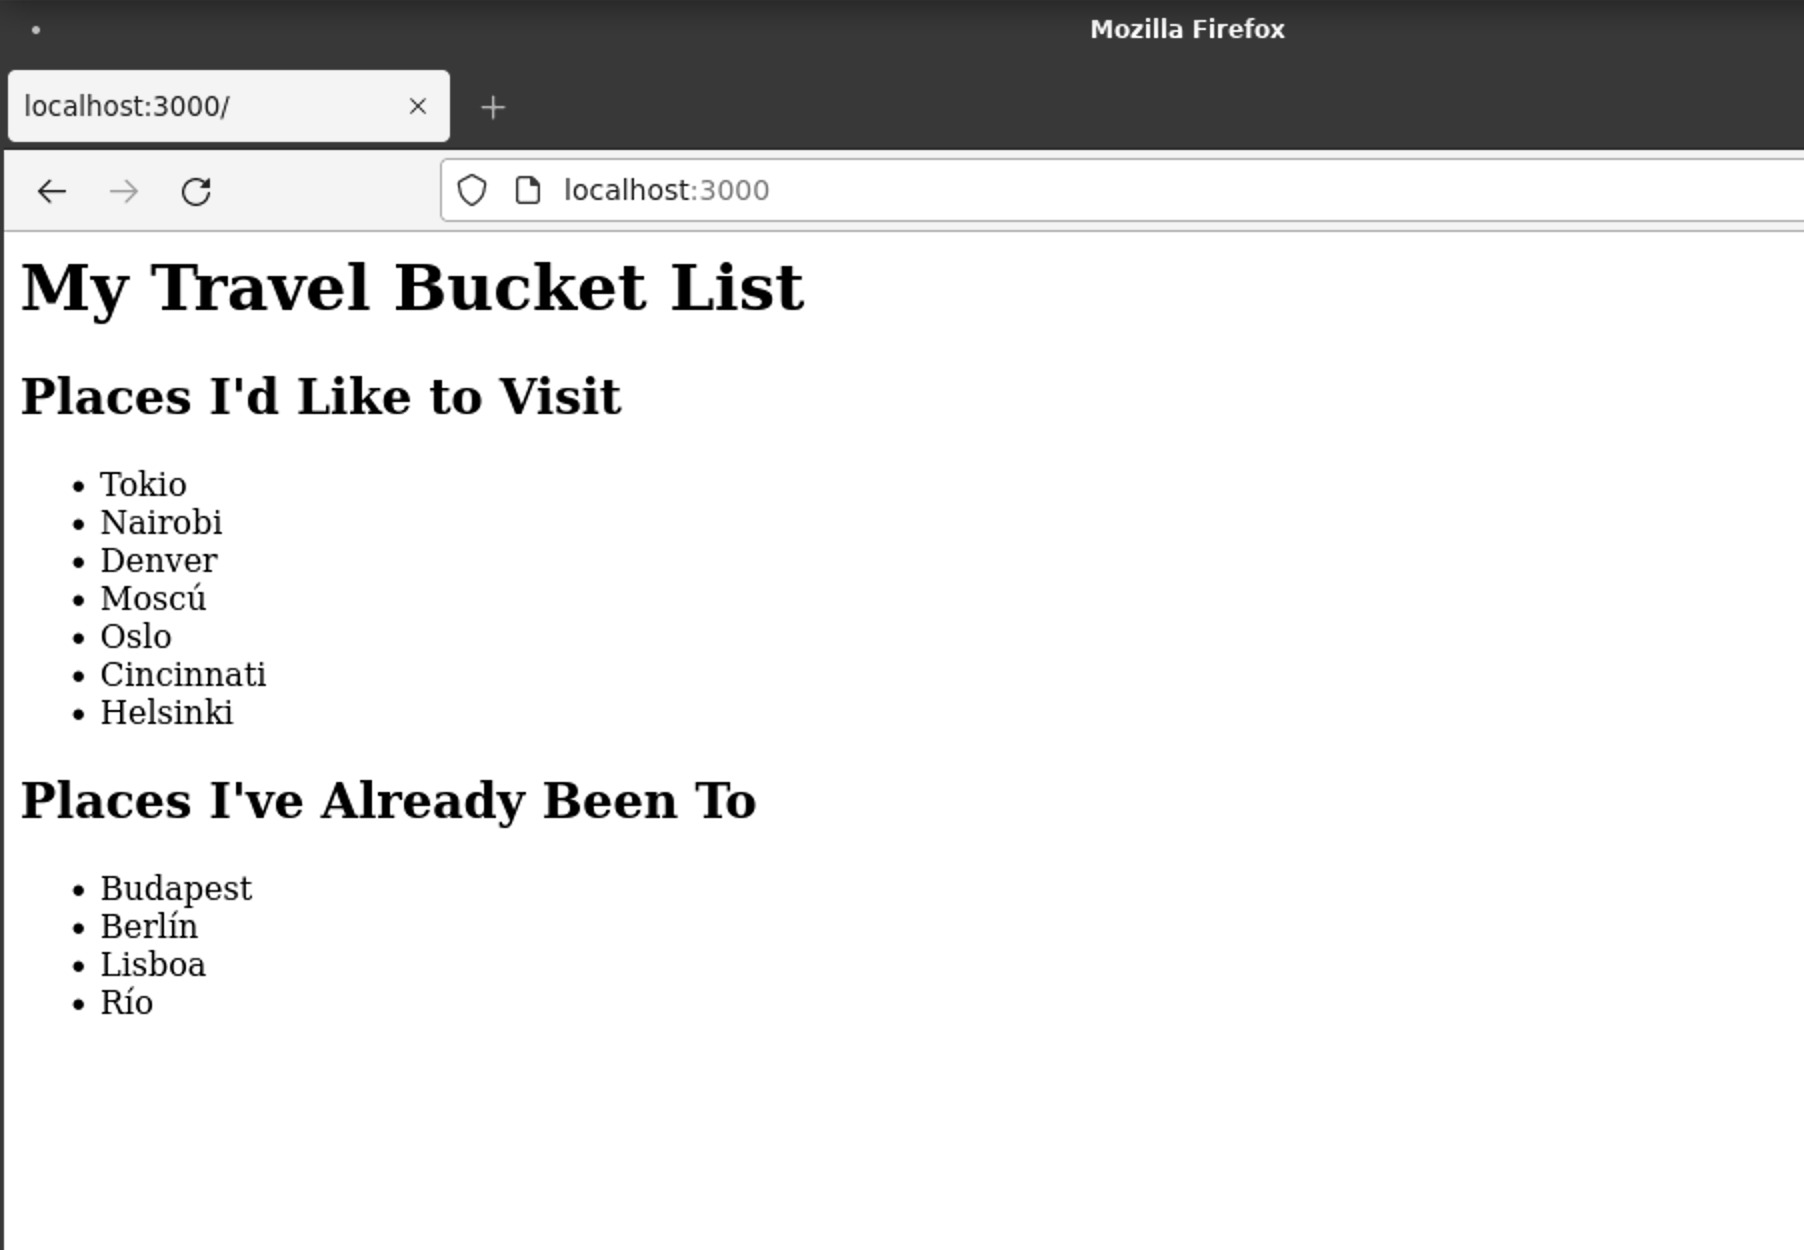 Mozilla Firefox
localhost:3000/
localhost:3000
My Travel Bucket List
Places I'd Like to Visit
Tokio
Nairobi
Denver
Moscú
Oslo
Cincinnati
Helsinki
Places I've Already Been To
Budapest
Berlín
Lisboa
Río